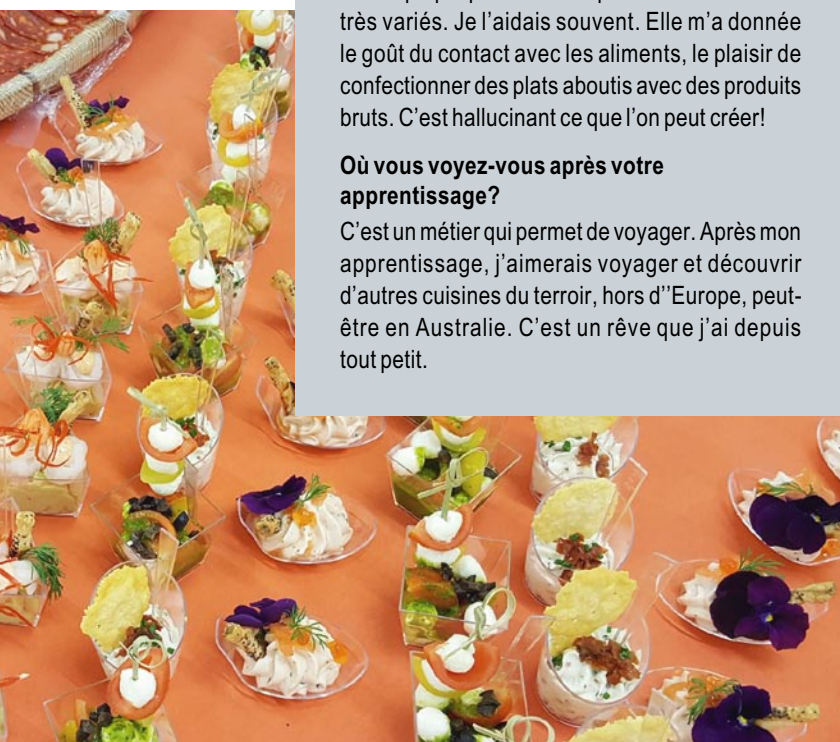 très variés. Je l’aidais souvent. Elle m’a donnée
le goût du contact avec les aliments, le plaisir de
confectionner des plats aboutis avec des produits
bruts. C’est hallucinant ce que l’on peut créer!
Où vous voyez-vous après votre
apprentissage?
C’est un métier qui permet de voyager. Après mon
apprentissage, j’aimerais voyager et découvrir
d’autres cuisines du terroir, hors d’’Europe, peut-
être en Australie. C’est un rêve que j’ai depuis
tout petit.